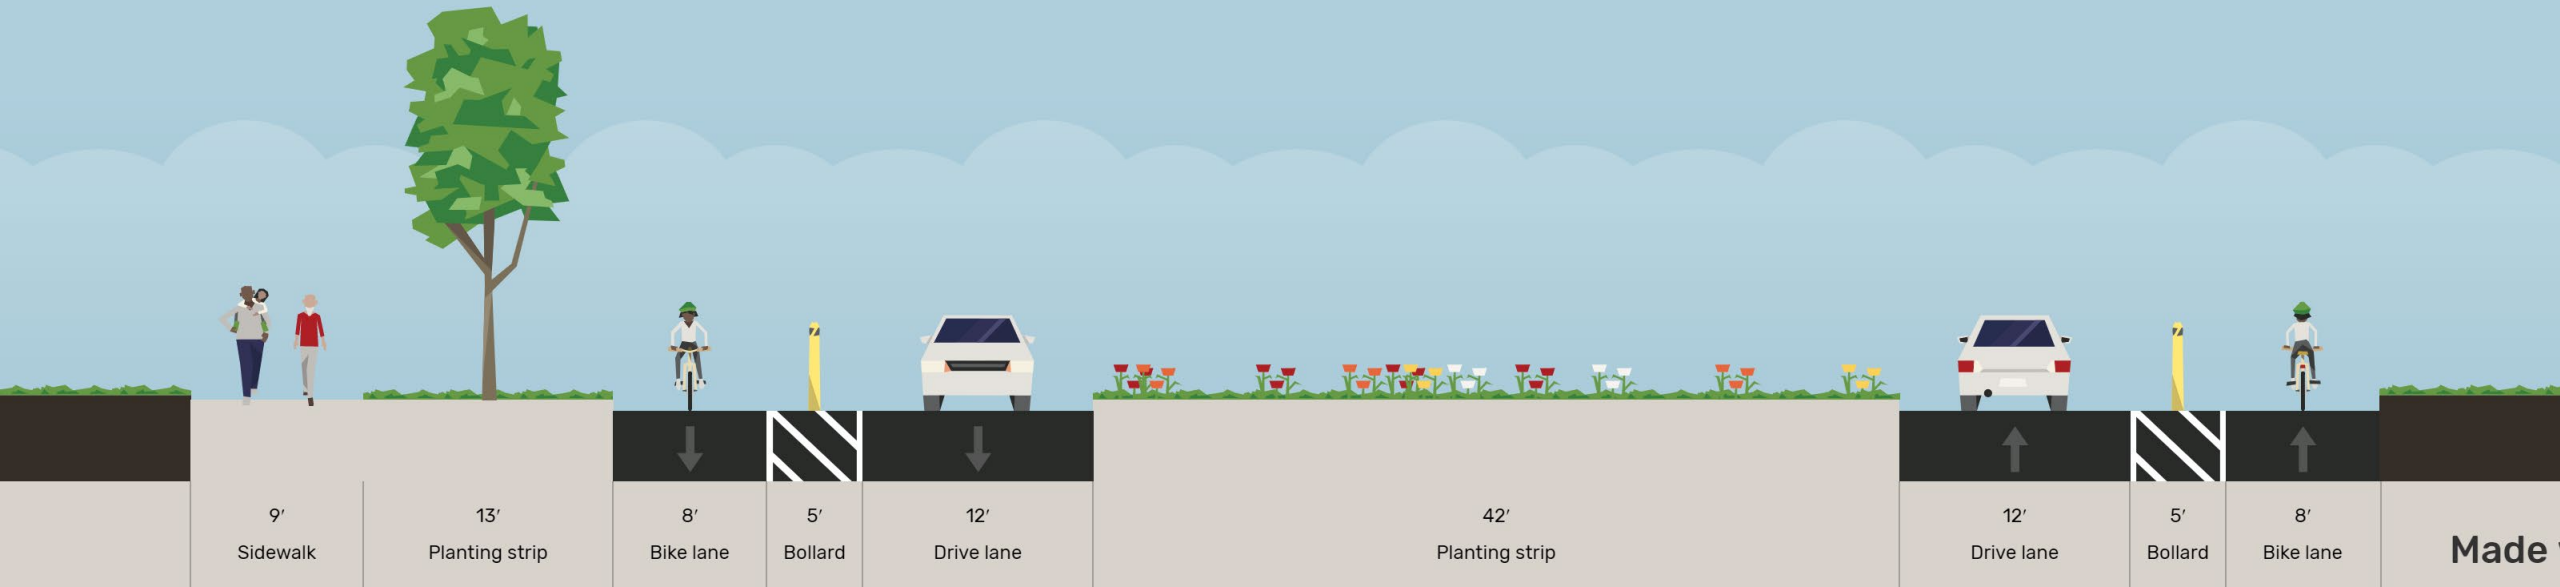 9′
Sidewalk
13′
Planting strip
8′
Bike lane
5′
Bollard
12′
Drive lane
42′
Planting strip
12′
Drive lane
5′
Bollard
8′
Bike lane
Made